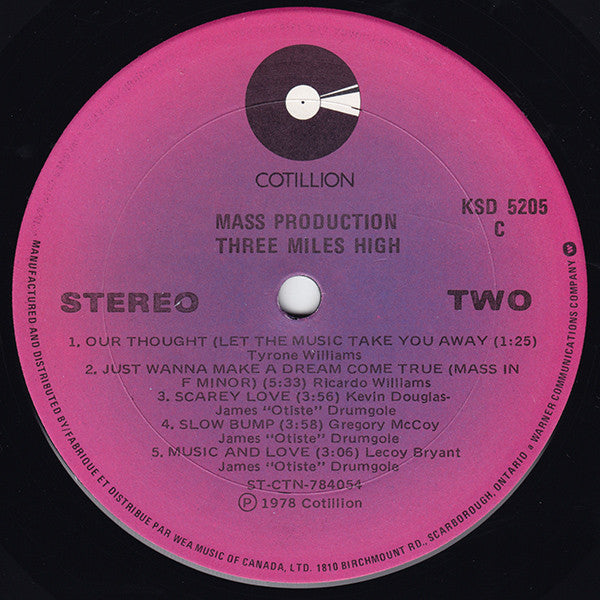 COTILLION
KSD 5205
C
MASS PRODUCTION
THREE MILES HIGH
STEREO
TWO
1. OUR THOUGHT (LET THE MUSIC TAKE YOU AWAY (1:25)
Tyrone Williams
2. JUST WANNA MAKE A DREAM COME TRUE (MASS IN
F MINOR) (5:33) Ricardo Williams
3. SCAREY LOVE (3:56) Kevin Douglas-
James "Otiste" Drumgole
4. SLOW BUMP (3:58) Gregory McCoy
James "Otiste" Drumgole
5. MUSIC AND LOVE (3:06) Lecoy Bryant
James "Otiste" Drumgole
ST-CTN-784054
Ⓟ 1978 Cotillion
MANUFACTURED AND DISTRIBUTED BY/FABRIQUE ET DISTRIBUE PAR WEA MUSIC OF CANADA, LTD. 1810 BIRCHMOUNT RD., SCARBOROUGH, ONTARIO a WARNER COMMUNICATIONS COMPANY